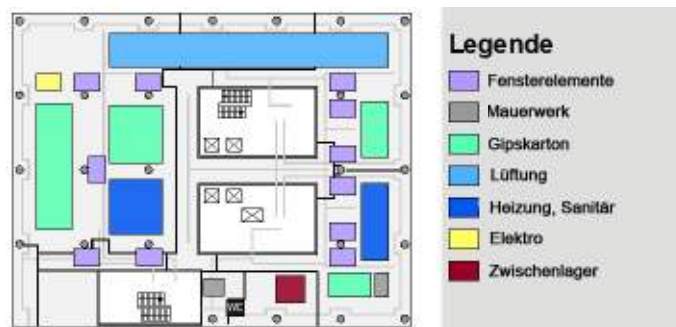 Legende
Fensterelemente
Mauerwerk
Gipskarton
Lüftung
Heizung, Sanitär
Elektro
Zwischenlager
WC